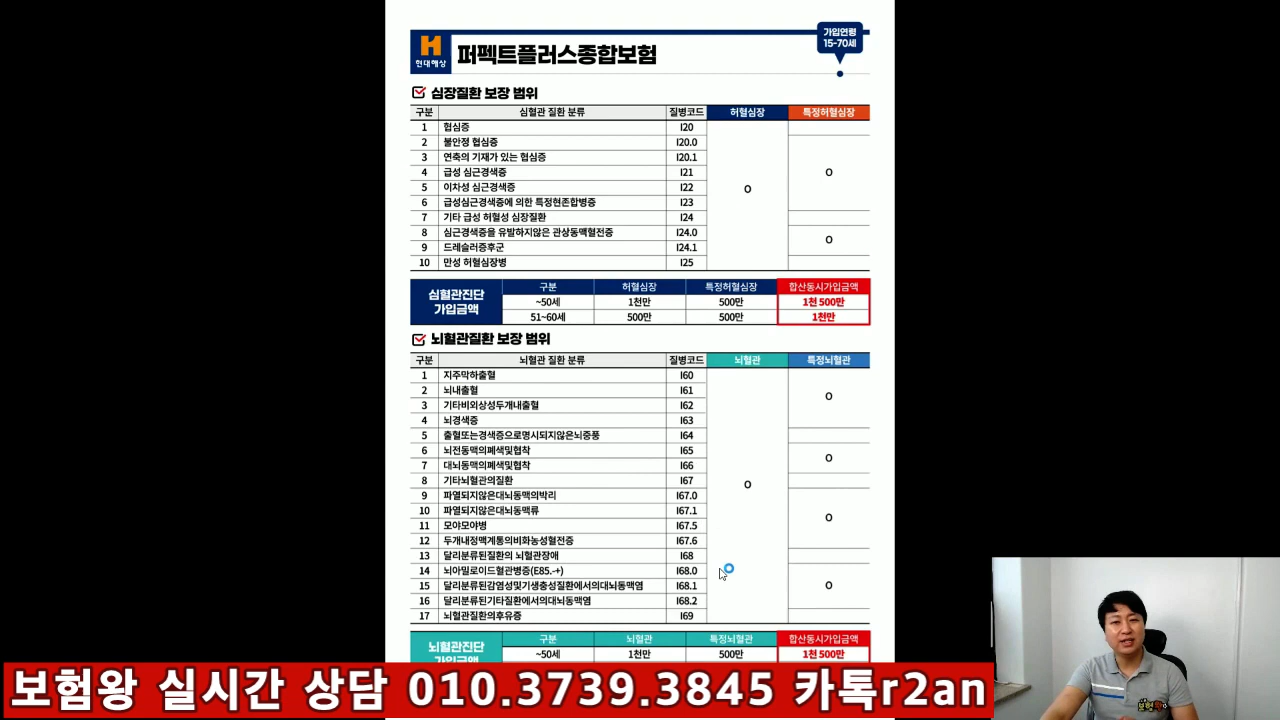 가입연령
15-70세
현대해상
퍼펙트플러스종합보험
심장질환 보장 범위
구분 심혈관 질환 분류 질병코드 허혈심장 특정허혈심장
1 협심증 I20
2 불안정 협심증 I20.0
3 연축의 기재가 있는 협심증 I20.1
4 급성 심근경색증 I21 O
5 이차성 심근경색증 I22 O
6 급성심근경색증에 의한 특정현존합병증 I23
7 기타 급성 허혈성 심장질환 I24
8 심근경색증을 유발하지않은 관상동맥혈전증 I24.0 O
9 드레슬러증후군 I24.1
10 만성 허혈심장병 I25
심혈관진단
가입금액
구분 허혈심장 특정허혈심장 합산동시가입금액
~50세 1천만 500만 1천 500만
51~60세 500만 500만 1천만
뇌혈관질환 보장 범위
구분 뇌혈관 질환 분류 질병코드 뇌혈관 특정뇌혈관
1 지주막하출혈 I60
2 뇌내출혈 I61 O
3 기타비외상성두개내출혈 I62
4 뇌경색증 I63
5 출혈또는경색증으로명시되지않은뇌중풍 I64
6 뇌전동맥의폐색및협착 I65 O
7 대뇌동맥의폐색및협착 I66
8 기타뇌혈관의질환 I67 O
9 파열되지않은대뇌동맥의박리 I67.0
10 파열되지않은대뇌동맥류 I67.1 O
11 모야모야병 I67.5
12 두개내정맥계통의비화농성혈전증 I67.6
13 달리분류된질환의 뇌혈관장애 I68
14 뇌아밀로이드혈관병증(E85.-+) I68.0
15 달리분류된감염성및기생충성질환에서의대뇌동맥염 I68.1 O
16 달리분류된기타질환에서의대뇌동맥염 I68.2
17 뇌혈관질환의후유증 I69
뇌혈관진단
가입금액
구분 뇌혈관 특정뇌혈관 합산동시가입금액
~50세 1천만 500만 1천 500만
보험왕 실시간 상담 010.3739.3845 카톡r2an
보험왕